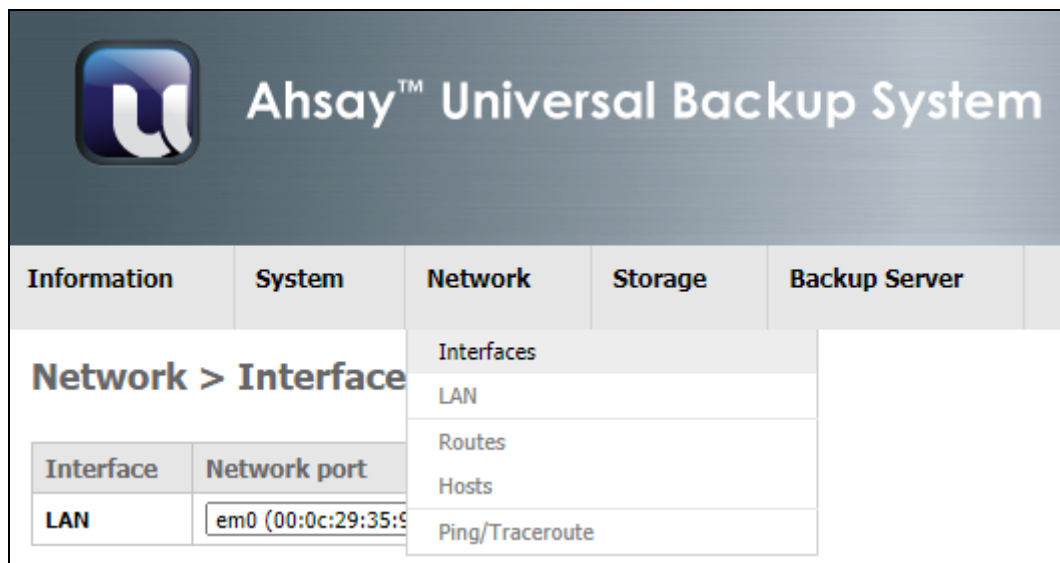 Ahsay™ Universal Backup System
Information System Network Storage Backup Server
Network > Interface
Interfaces
LAN
Routes
Hosts
Ping/Traceroute
Interface Network port
LAN em0 (00:0c:29:35:9